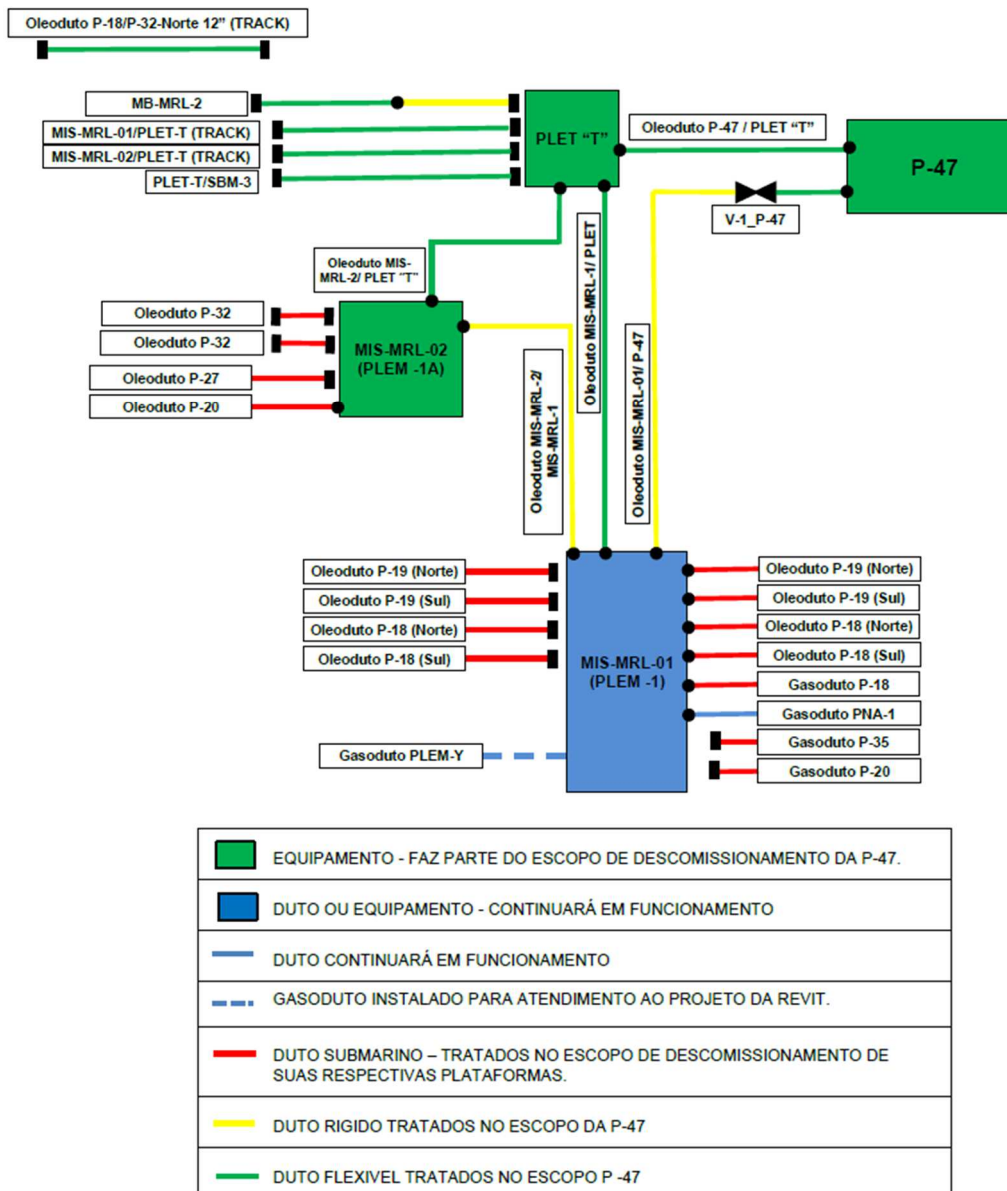 Oleoduto P-18/P-32-Norte 12” (TRACK)
MB-MRL-2
MIS-MRL-01/PLET-T (TRACK)
MIS-MRL-02/PLET-T (TRACK)
PLET-T/SBM-3
PLET “T”
Oleoduto P-47 / PLET “T”
P-47
V-1_P-47
Oleoduto MIS-
MRL-2/ PLET “T”
Oleoduto MIS-MRL-1/ PLET
Oleoduto MIS-MRL-01/ P-47
Oleoduto MIS-MRL-2/
MIS-MRL-1
Oleoduto P-32
Oleoduto P-32
Oleoduto P-27
Oleoduto P-20
MIS-MRL-02
(PLEM -1A)
Oleoduto P-19 (Norte)
Oleoduto P-19 (Sul)
Oleoduto P-18 (Norte)
Oleoduto P-18 (Sul)
Gasoduto PLEM-Y
MIS-MRL-01
(PLEM -1)
Oleoduto P-19 (Norte)
Oleoduto P-19 (Sul)
Oleoduto P-18 (Norte)
Oleoduto P-18 (Sul)
Gasoduto P-18
Gasoduto PNA-1
Gasoduto P-35
Gasoduto P-20
EQUIPAMENTO - FAZ PARTE DO ESCOPO DE DESCOMISSIONAMENTO DA P-47.
DUTO OU EQUIPAMENTO - CONTINUARÁ EM FUNCIONAMENTO
DUTO CONTINUARÁ EM FUNCIONAMENTO
GASODUTO INSTALADO PARA ATENDIMENTO AO PROJETO DA REVIT.
DUTO SUBMARINO – TRATADOS NO ESCOPO DE DESCOMISSIONAMENTO DE
SUAS RESPECTIVAS PLATAFORMAS.
DUTO RIGIDO TRATADOS NO ESCOPO DA P-47
DUTO FLEXIVEL TRATADOS NO ESCOPO P -47